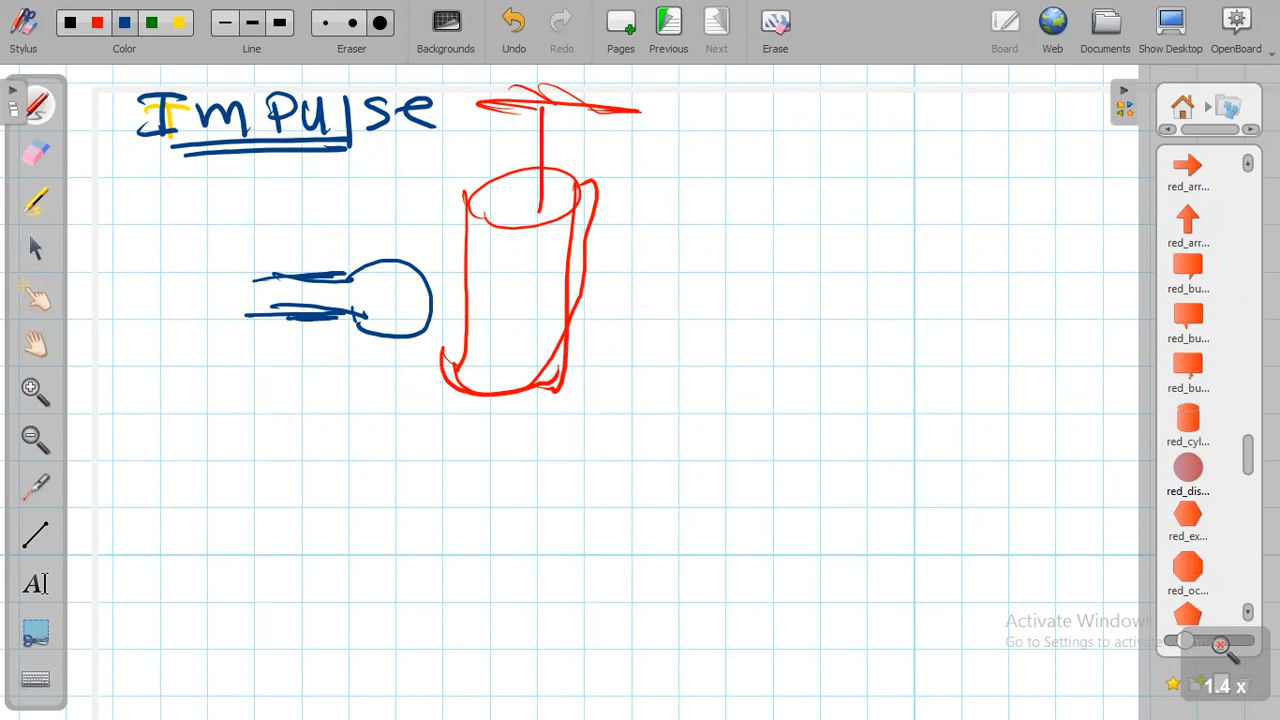 Stylus
Color
Line
Eraser
Backgrounds
Undo
Redo
Pages
Previous
Next
Erase
Board
Web
Documents
Show Desktop
OpenBoard
Impulse
red_arr...
red_arr...
red_bu...
red_bu...
red_bu...
red_cyl...
red_dis...
red_ex...
red_oc...
AI
Activate Windows
Go to Settings to activate
1.4 x